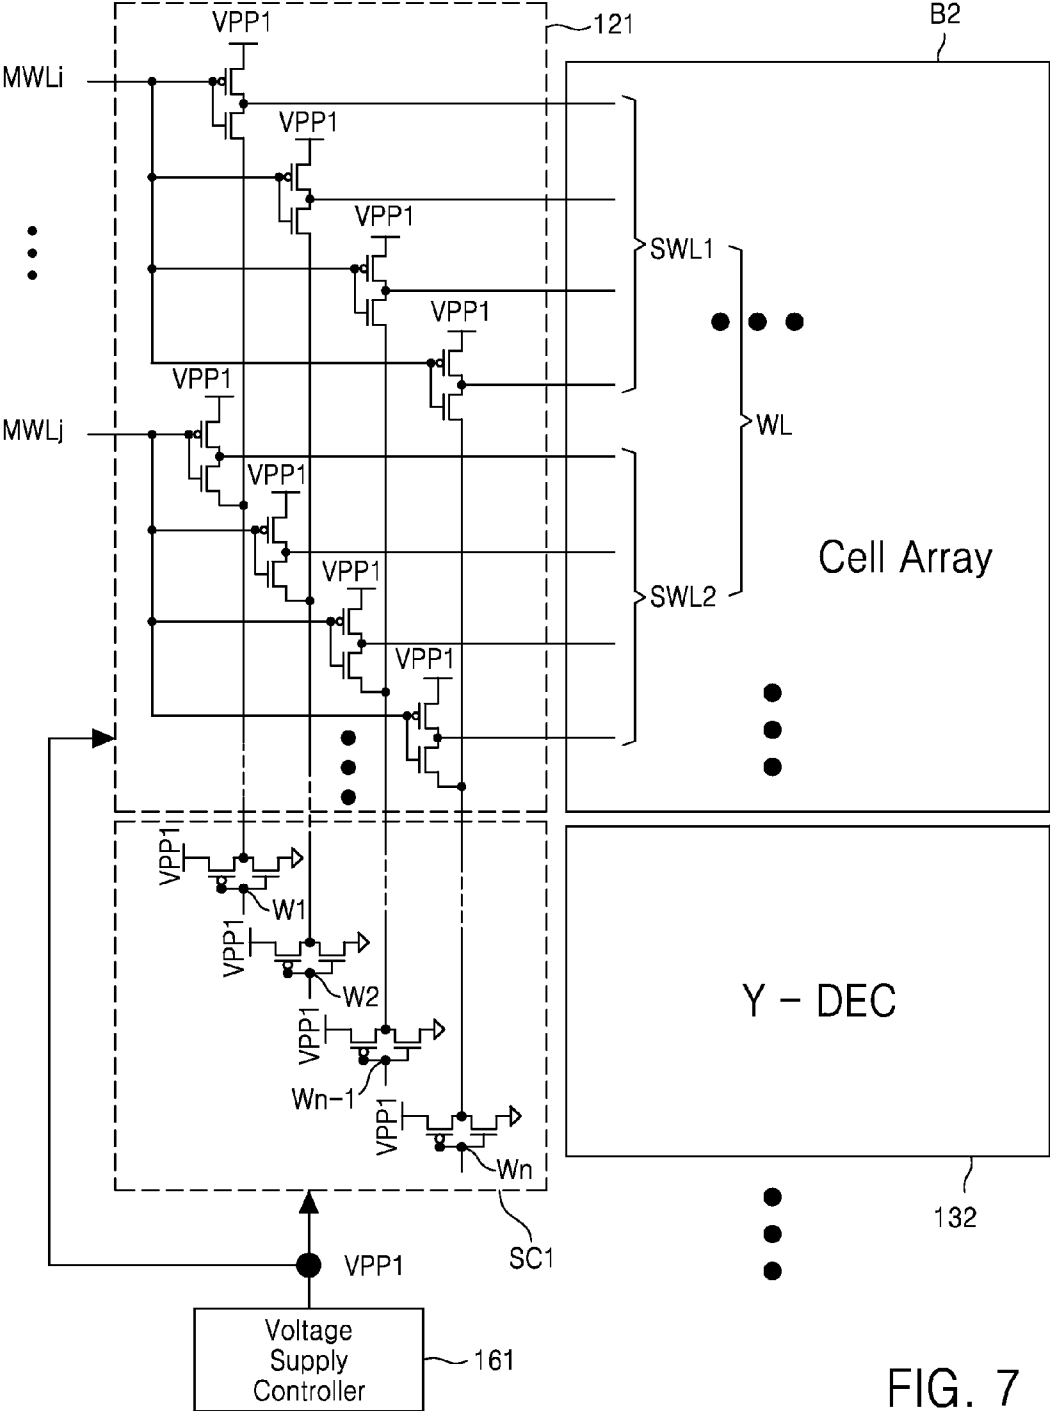 VPP1
121
B2
MWLi
VPP1
VPP1
SWL1
VPP1
VPP1
MWLj
WL
VPP1
Cell Array
VPP1
SWL2
VPP1
VPP1
W1
VPP1
W2
Y - DEC
VPP1
Wn-1
VPP1
Wn
132
SC1
VPP1
Voltage
Supply
Controller
161
FIG. 7